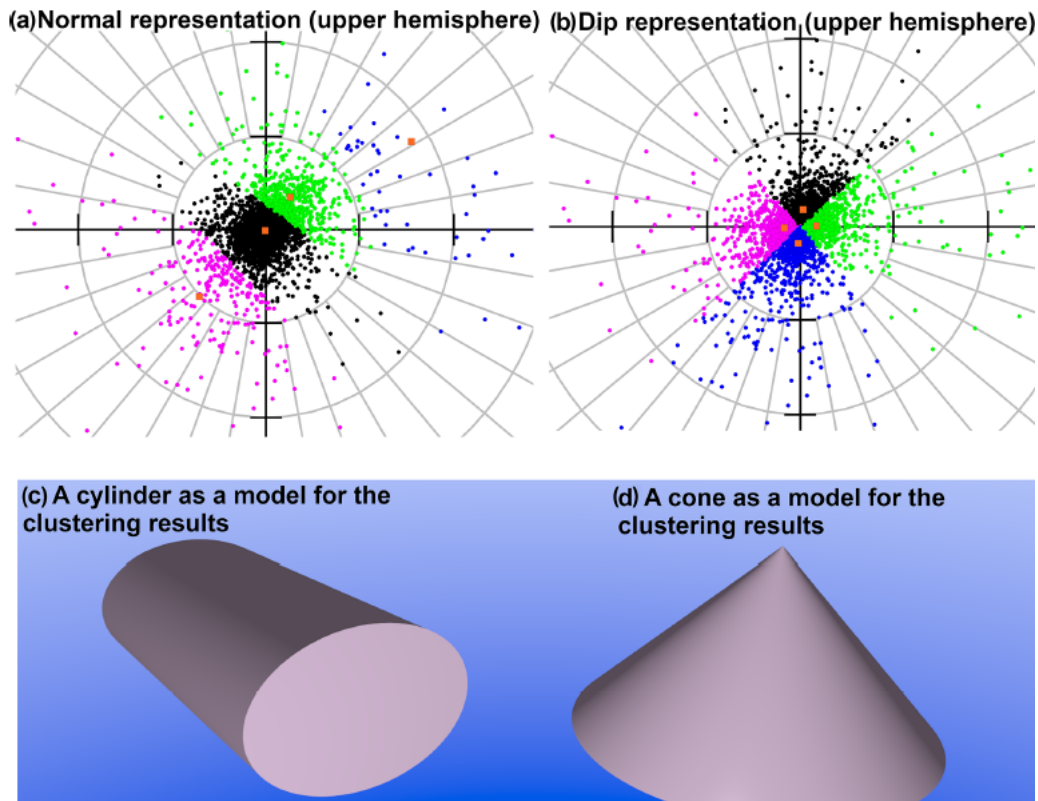 (a)Normal representation (upper hemisphere)
(b)Dip representation (upper hemisphere)
(c) A cylinder as a model for the
clustering results
(d) A cone as a model for the
clustering results